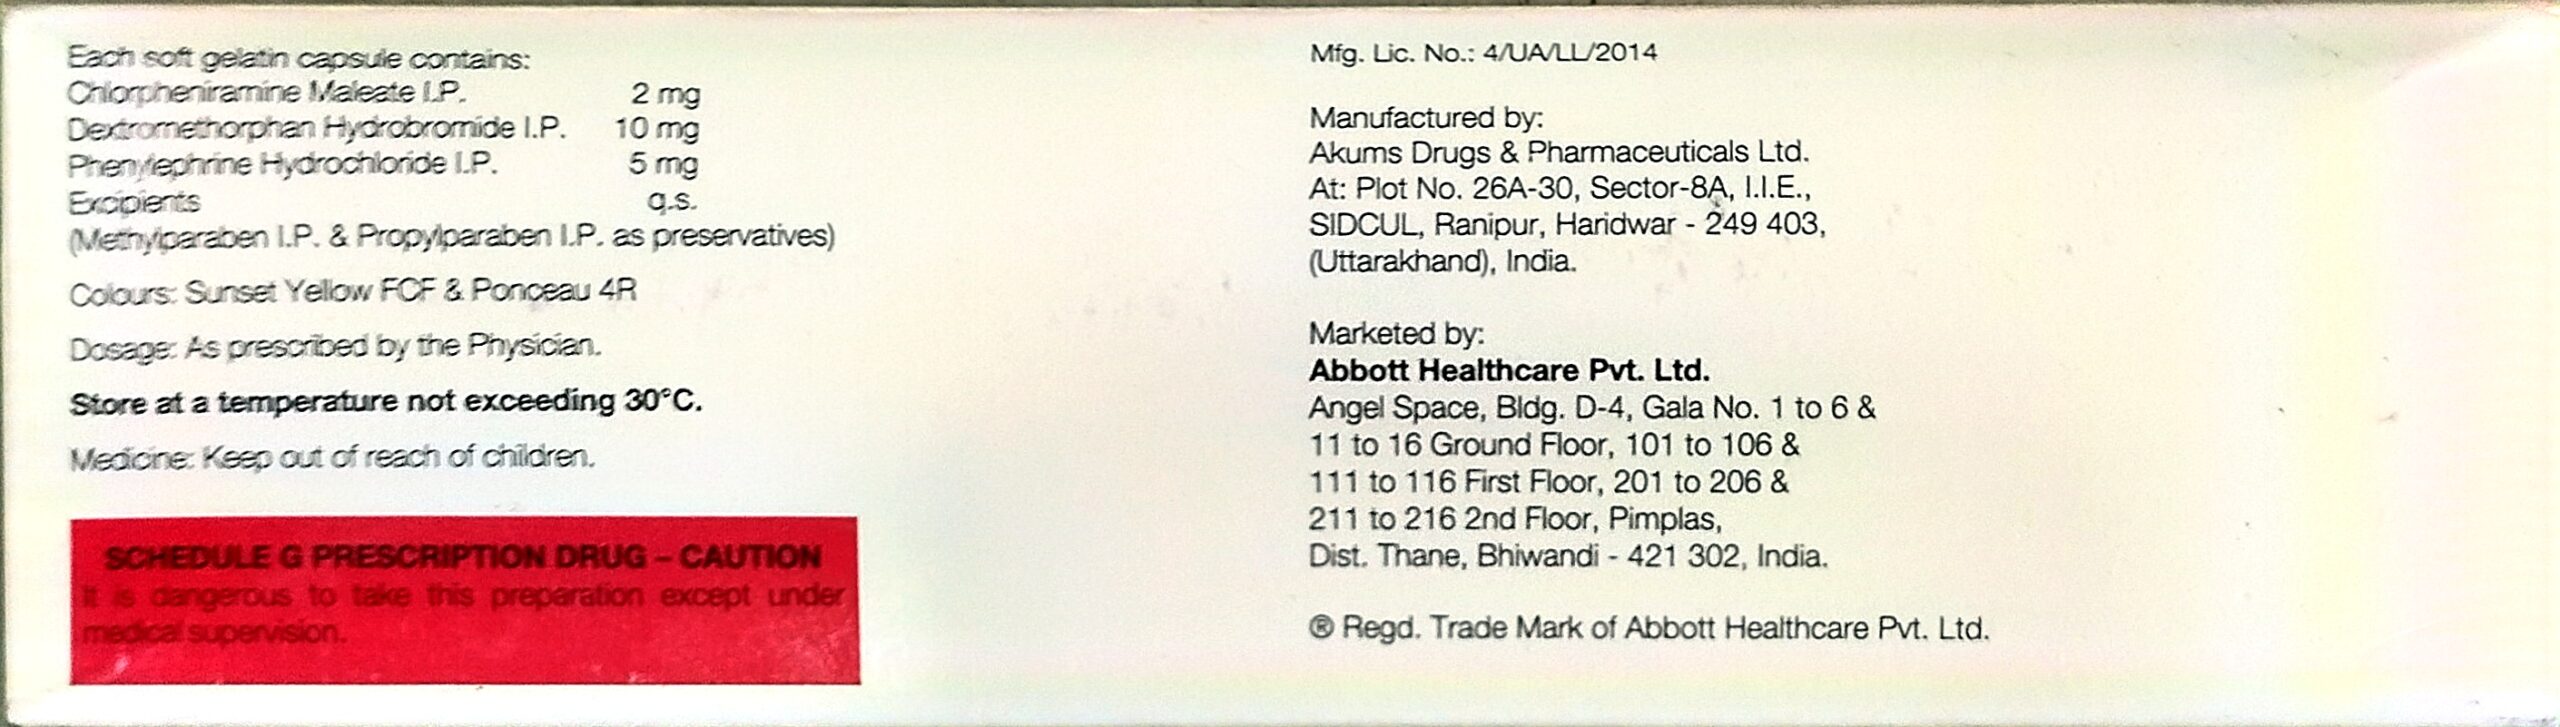 Each soft gelatin capsule contains:
Chlorpheniramine Maleate I.P. 2 mg
Dextromethorphan Hydrobromide I.P. 10 mg
Phenylephrine Hydrochloride I.P. 5 mg
Excipients q.s.
(Methylparaben I.P. & Propylparaben I.P. as preservatives)
Colours: Sunset Yellow FCF & Ponceau 4R
Dosage: As prescribed by the Physician.
Store at a temperature not exceeding 30°C.
Medicine: Keep out of reach of children.
SCHEDULE G PRESCRIPTION DRUG – CAUTION
It is dangerous to take this preparation except under
medical supervision.
Mfg. Lic. No.: 4/UA/LL/2014
Manufactured by:
Akums Drugs & Pharmaceuticals Ltd.
At: Plot No. 26A-30, Sector-8A, I.I.E.,
SIDCUL, Ranipur, Haridwar - 249 403,
(Uttarakhand), India.
Marketed by:
Abbott Healthcare Pvt. Ltd.
Angel Space, Bldg. D-4, Gala No. 1 to 6 &
11 to 16 Ground Floor, 101 to 106 &
111 to 116 First Floor, 201 to 206 &
211 to 216 2nd Floor, Pimplas,
Dist. Thane, Bhiwandi - 421 302, India.
® Regd. Trade Mark of Abbott Healthcare Pvt. Ltd.